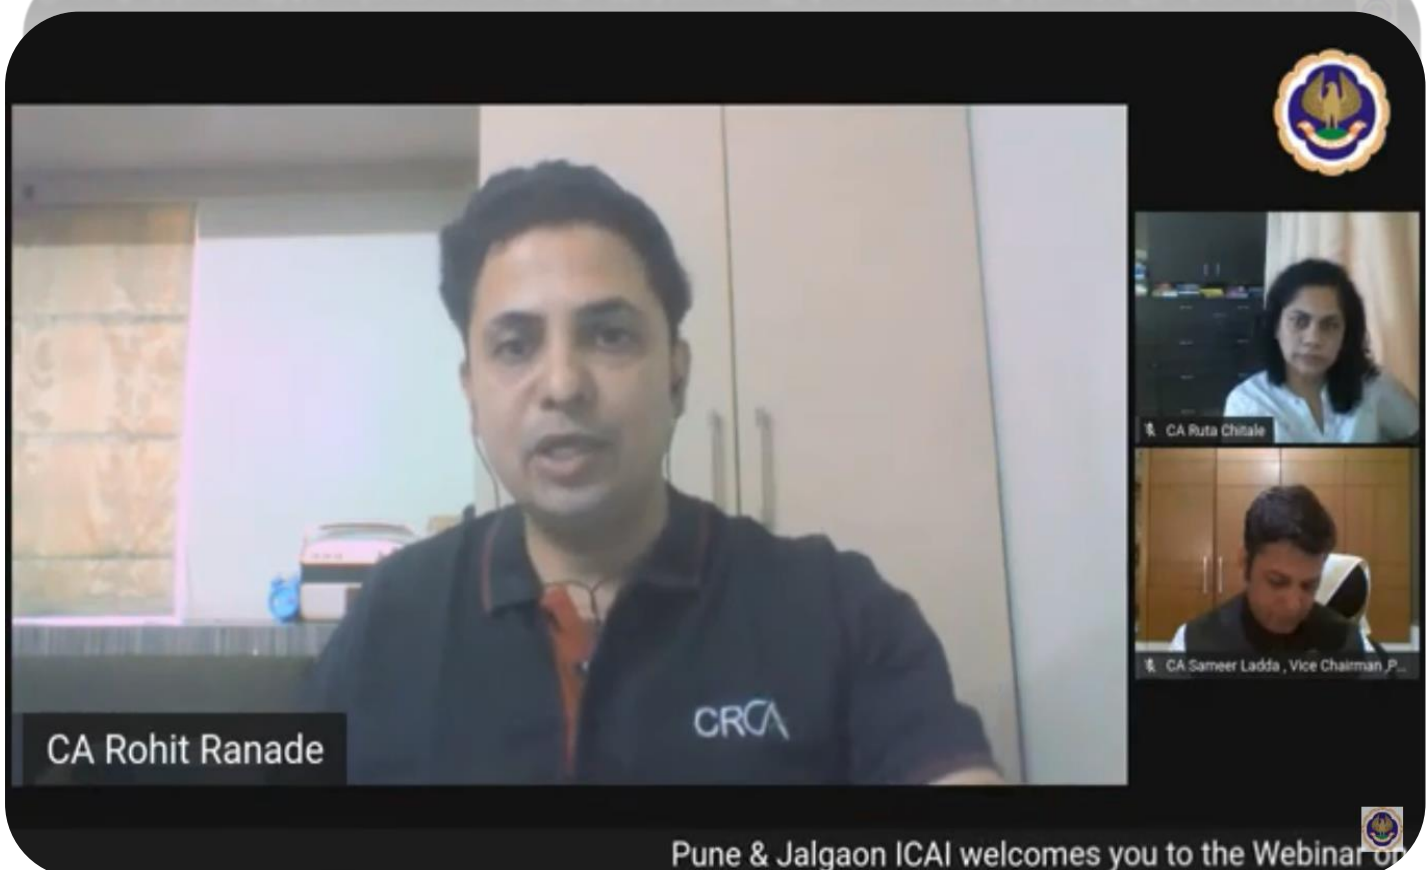 CRCA
CA Rohit Ranade
CA Ruta Chitale
CA Sameer Ladda , Vice Chairman ,P...
Pune & Jalgaon ICAI welcomes you to the Webinar on